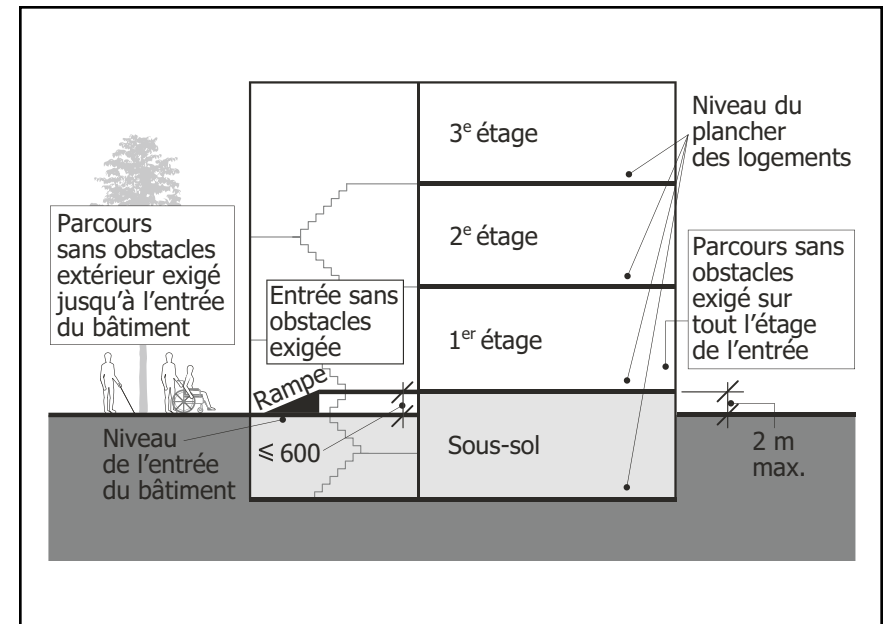 3e étage
Niveau du
plancher
des logements
Parcours
sans obstacles
extérieur exigé
jusqu’à l’entrée
du bâtiment
2e étage
Parcours sans
obstacles
exigé sur
tout l’étage
de l’entrée
Entrée sans
obstacles
exigée
1er étage
Rampe
Niveau
de l’entrée
du bâtiment
⩽ 600
Sous-sol
2 m
max.